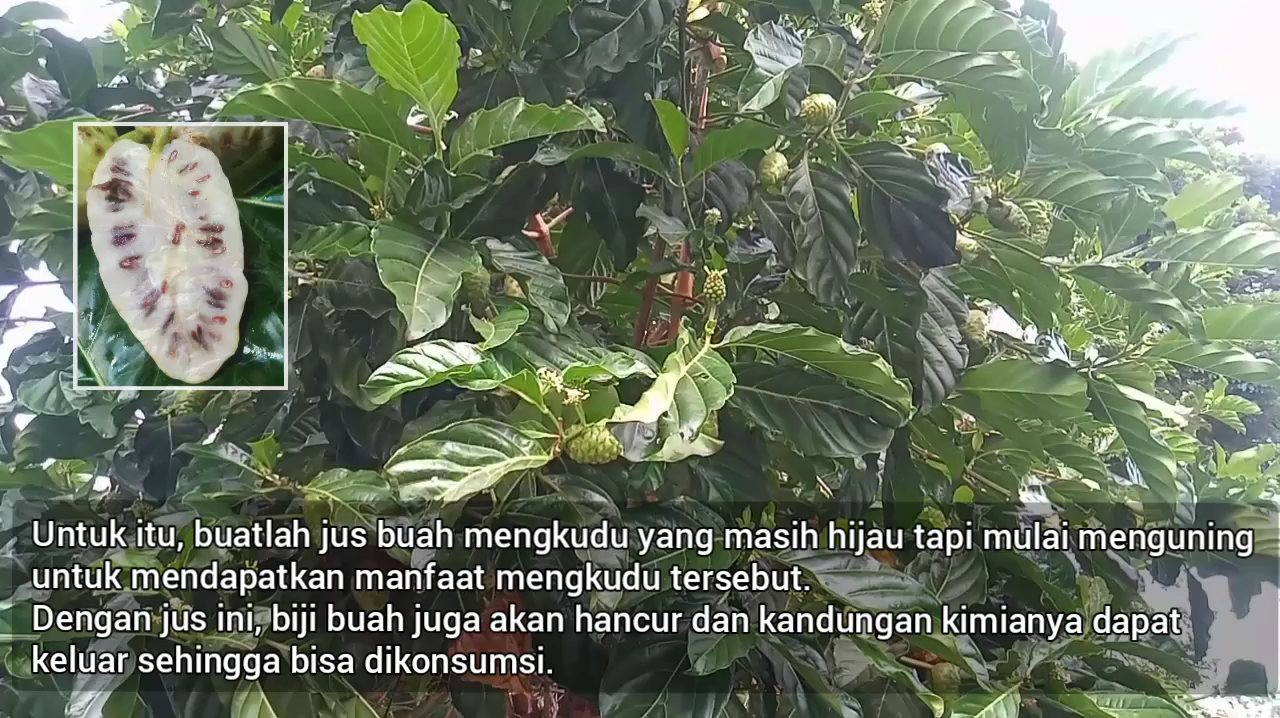 Untuk itu, buatlah jus buah mengkudu yang masih hijau tapi mulai menguning
untuk mendapatkan manfaat mengkudu tersebut.
Dengan jus ini, biji buah juga akan hancur dan kandungan kimianya dapat
keluar sehingga bisa dikonsumsi.